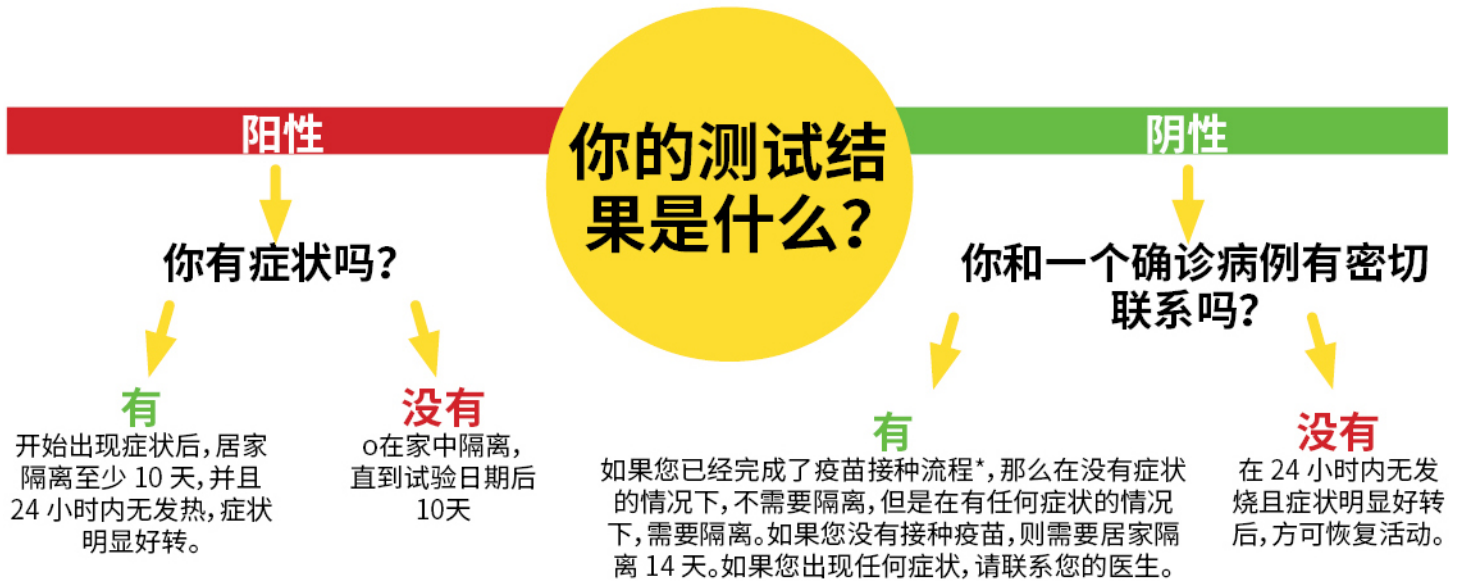 你的测试结
果是什么？
阳性
你有症状吗？
有
开始出现症状后，居家
隔离至少 10 天，并且
24 小时内无发热，症状
明显好转。
没有
o在家中隔离，
直到试验日期后
10天
阴性
你和一个确诊病例有密切
联系吗？
有
如果您已经完成了疫苗接种流程*，那么在没有症状
的情况下，不需要隔离，但是在有任何症状的情况
下，需要隔离。如果您没有接种疫苗，则需要居家隔
离 14 天。如果您出现任何症状，请联系您的医生。
没有
在 24 小时内无发
烧且症状明显好转
后，方可恢复活动。